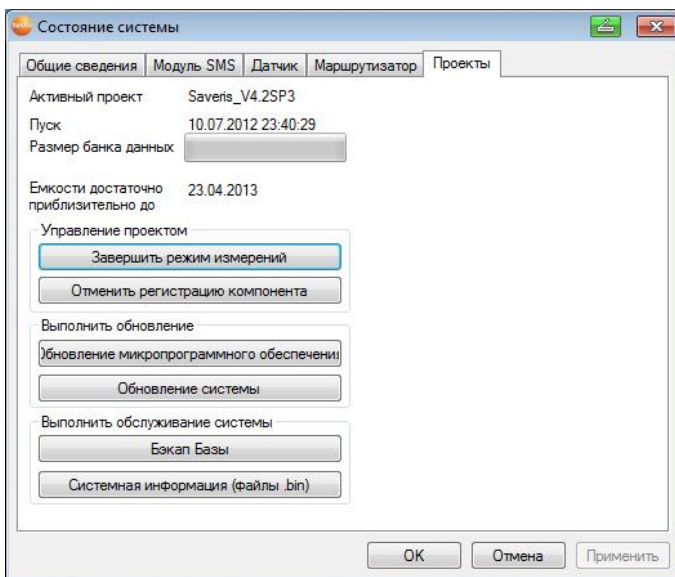 Состояние системы
Общие сведения Модуль SMS Датчик Маршрутизатор Проекты
Активный проект Saveris_V4.2SP3
Пуск 10.07.2012 23:40:29
Размер банка данных
Емкости достаточно приблизительно до 23.04.2013
Управление проектом
Завершить режим измерений
Отменить регистрацию компонента
Выполнить обновление
Обновление микропрограммного обеспечения
Обновление системы
Выполнить обслуживание системы
Бэкап Базы
Системная информация (файлы .bin)
OK Отмена Применить